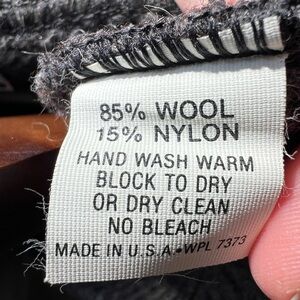 85% WOOL
15% NYLON
HAND WASH WARM
BLOCK TO DRY
OR DRY CLEAN
NO BLEACH
MADE IN U.S.A•WPL 7373